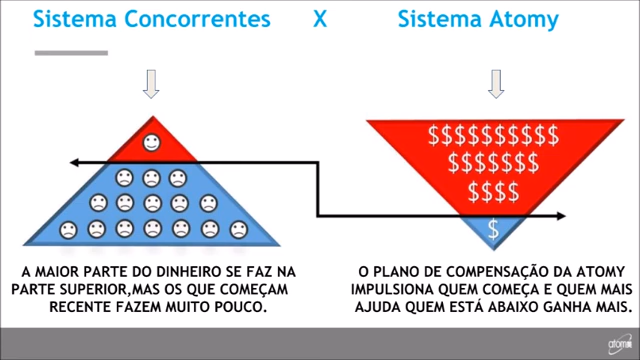 Sistema Concorrentes X Sistema Atomy
$$$$$$$$$$
$$$$$$$
$$$$
$
A MAIOR PARTE DO DINHEIRO SE FAZ NA
PARTE SUPERIOR,MAS OS QUE COMEÇAM
RECENTE FAZEM MUITO POUCO.
O PLANO DE COMPENSAÇÃO DA ATOMY
IMPULSIONA QUEM COMEÇA E QUEM MAIS
AJUDA QUEM ESTÁ ABAIXO GANHA MAIS.
atomy